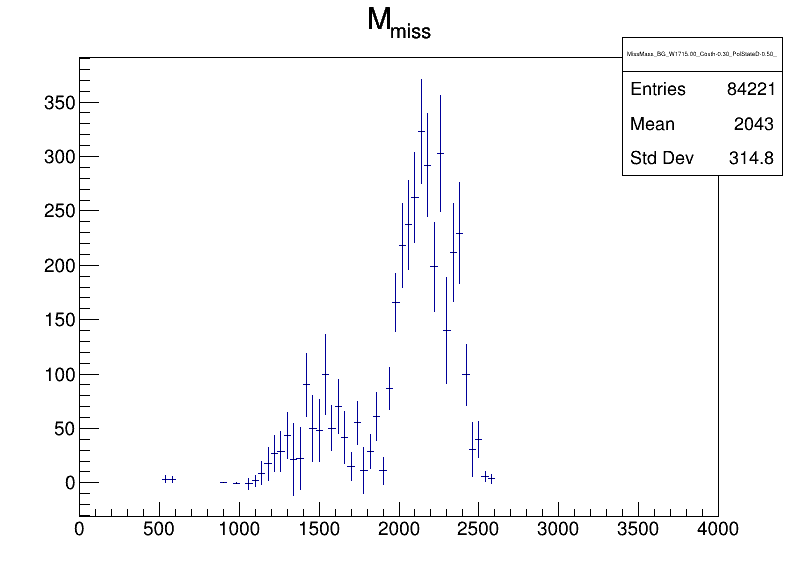 M_miss
MissMass_BG_W1715.00_Costh-0.30_PolStateD-0.50_
Entries 84221
Mean 2043
Std Dev 314.8
350
300
250
200
150
100
50
0
0 500 1000 1500 2000 2500 3000 3500 4000